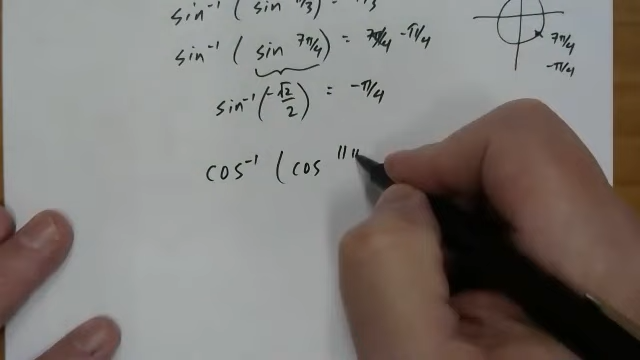 sin⁻¹ ( sin π/3) = π/3
sin⁻¹ ( sin 7π/4) = 7π/4 -π/4
7π/4
-π/4
sin⁻¹(-√2/2) = -π/4
cos⁻¹ (cos 11